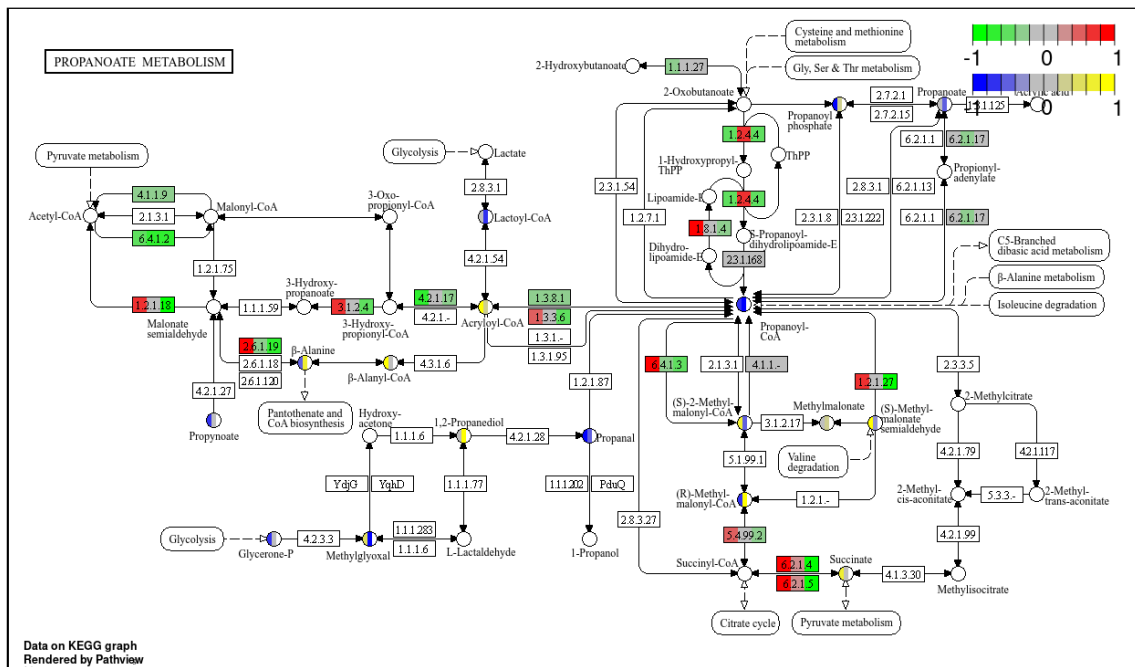 PROPANOATE METABOLISM
Cysteine and methionine
metabolism
2-Hydroxybutanoate
1.1.1.27
Gly, Ser & Thr metabolism
-1 0 1
-1 0 1
2-Oxobutanoate
Propanoyl
phosphate
2.7.2.1
2.7.2.15
Propanoate
1.2.4.4
1-Hydroxypropyl-
ThPP
ThPP
6.2.1.1
6.2.1.17
Propionyl-
adenylate
Pyruvate metabolism
Glycolysis
Lactate
2.8.3.1
2.3.1.54
Lipoamide-E
1.2.4.4
2.8.3.1
6.2.1.13
4.1.1.9
Acetyl-CoA
2.1.3.1
Malonyl-CoA
6.4.1.2
3-Oxo-
propionyl-CoA
Lactoyl-CoA
1.2.7.1
1.8.1.4
S-Propanoyl-
dihydrolipoamide-E
2.3.1.8
2.3.1.222
6.2.1.1
6.2.1.17
Dihydro-
lipoamide-E
2.3.1.168
C5-Branched
dibasic acid metabolism
1.2.1.75
4.2.1.54
β-Alanine metabolism
3-Hydroxy-
propanoate
4.2.1.17
1.3.8.1
Isoleucine degradation
1.2.1.18
Malonate
semialdehyde
1.1.1.59
3.1.2.4
3-Hydroxy-
propionyl-CoA
4.2.1.-
Acryloyl-CoA
1.3.3.6
1.3.1.-
1.3.1.95
Propanoyl-
CoA
2.6.1.19
2.6.1.18
2.6.1.120
β-Alanine
β-Alanyl-CoA
4.3.1.6
6.4.1.3
2.1.3.1
4.1.1.-
2.3.3.5
4.2.1.27
1.2.1.87
1.2.1.27
Pantothenate and
CoA biosynthesis
Propynoate
Hydroxy-
acetone
1.1.1.6
1,2-Propanediol
4.2.1.28
Propanal
(S)-2-Methyl-
malonyl-CoA
3.1.2.17
Methylmalonate
(S)-Methyl-
malonate
semialdehyde
2-Methylcitrate
Valine
degradation
5.1.99.1
4.2.1.79
4.2.1.117
YdjG
YqhD
1.1.1.77
1.1.1.202
PduQ
(R)-Methyl-
malonyl-CoA
1.2.1.-
2-Methyl-
cis-aconitate
5.3.3.-
2-Methyl-
trans-aconitate
2.8.3.27
5.4.99.2
4.2.1.99
Glycolysis
Glycerone-P
4.2.3.3
Methylglyoxal
1.1.1.283
1.1.1.6
L-Lactaldehyde
1-Propanol
Succinyl-CoA
6.2.1.4
6.2.1.5
Succinate
4.1.3.30
Methylisocitrate
Citrate cycle
Pyruvate metabolism
Data on KEGG graph
Rendered by Pathview